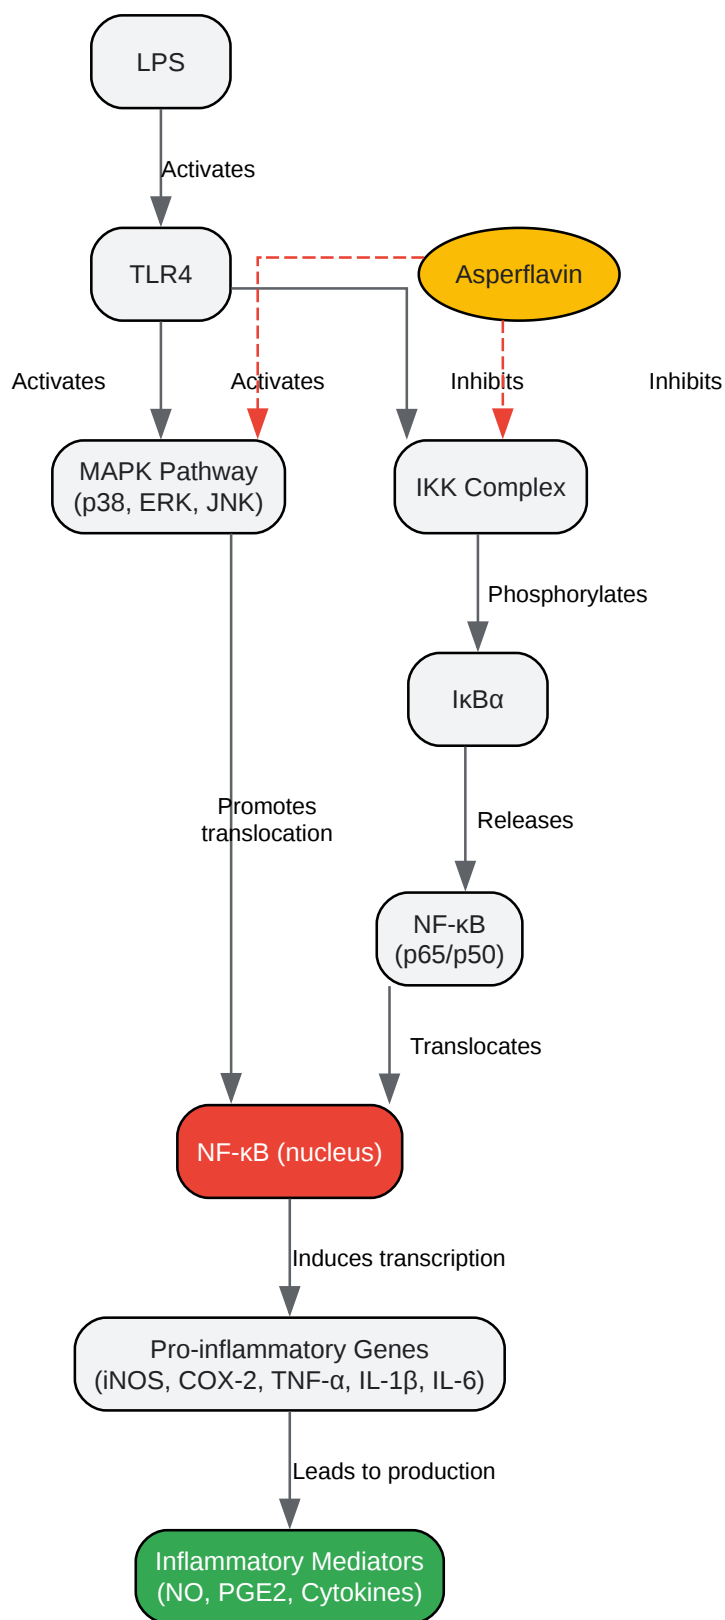 LPS
Activates
TLR4
Asperflavin
Activates
Activates
Inhibits
Inhibits
MAPK Pathway
(p38, ERK, JNK)
IKK Complex
Phosphorylates
IκBα
Promotes
translocation
Releases
NF-κB
(p65/p50)
Translocates
NF-κB (nucleus)
Induces transcription
Pro-inflammatory Genes
(iNOS, COX-2, TNF-α, IL-1β, IL-6)
Leads to production
Inflammatory Mediators
(NO, PGE2, Cytokines)